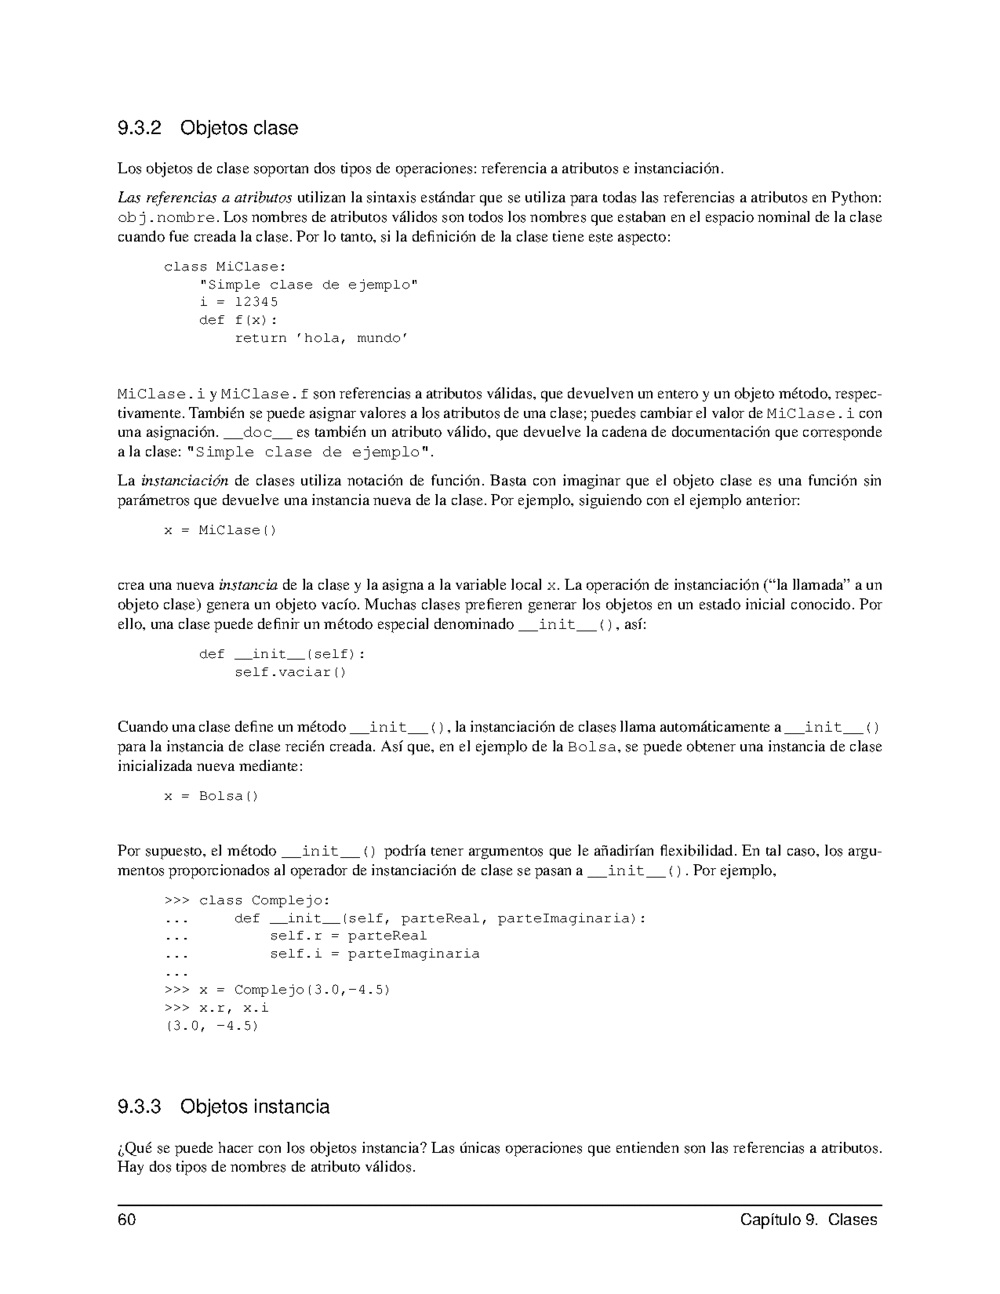 9.3.2 Objetos clase
Los objetos de clase soportan dos tipos de operaciones: referencia a atributos e instanciación.
Las referencias a atributos utilizan la sintaxis estándar que se utiliza para todas las referencias a atributos en Python:
obj.nombre. Los nombres de atributos válidos son todos los nombres que estaban en el espacio nominal de la clase
cuando fue creada la clase. Por lo tanto, si la definición de la clase tiene este aspecto:
class MiClase:
    "Simple clase de ejemplo"
    i = 12345
    def f(x):
        return ’hola, mundo’
MiClase.i y MiClase.f son referencias a atributos válidas, que devuelven un entero y un objeto método, respec-
tivamente. También se puede asignar valores a los atributos de una clase; puedes cambiar el valor de MiClase.i con
una asignación. __doc__ es también un atributo válido, que devuelve la cadena de documentación que corresponde
a la clase: "Simple clase de ejemplo".
La instanciación de clases utiliza notación de función. Basta con imaginar que el objeto clase es una función sin
parámetros que devuelve una instancia nueva de la clase. Por ejemplo, siguiendo con el ejemplo anterior:
x = MiClase()
crea una nueva instancia de la clase y la asigna a la variable local x. La operación de instanciación (“la llamada” a un
objeto clase) genera un objeto vacío. Muchas clases prefieren generar los objetos en un estado inicial conocido. Por
ello, una clase puede definir un método especial denominado __init__(), así:
    def __init__(self):
        self.vaciar()
Cuando una clase define un método __init__(), la instanciación de clases llama automáticamente a __init__()
para la instancia de clase recién creada. Así que, en el ejemplo de la Bolsa, se puede obtener una instancia de clase
inicializada nueva mediante:
x = Bolsa()
Por supuesto, el método __init__() podría tener argumentos que le añadirían flexibilidad. En tal caso, los argu-
mentos proporcionados al operador de instanciación de clase se pasan a __init__(). Por ejemplo,
>>> class Complejo:
...     def __init__(self, parteReal, parteImaginaria):
...         self.r = parteReal
...         self.i = parteImaginaria
...
>>> x = Complejo(3.0,-4.5)
>>> x.r, x.i
(3.0, -4.5)
9.3.3 Objetos instancia
¿Qué se puede hacer con los objetos instancia? Las únicas operaciones que entienden son las referencias a atributos.
Hay dos tipos de nombres de atributo válidos.
60 Capítulo 9. Clases